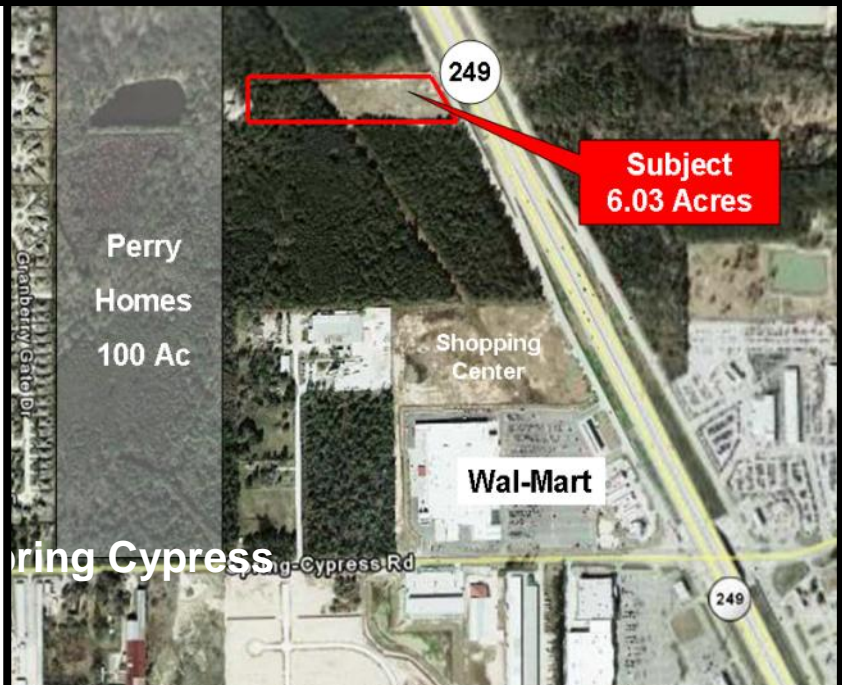 249
Subject
6.03 Acres
Perry
Homes
100 Ac
Granberry Gate Dr
Shopping
Center
Wal-Mart
ring Cypress
Spring-Cypress Rd
249